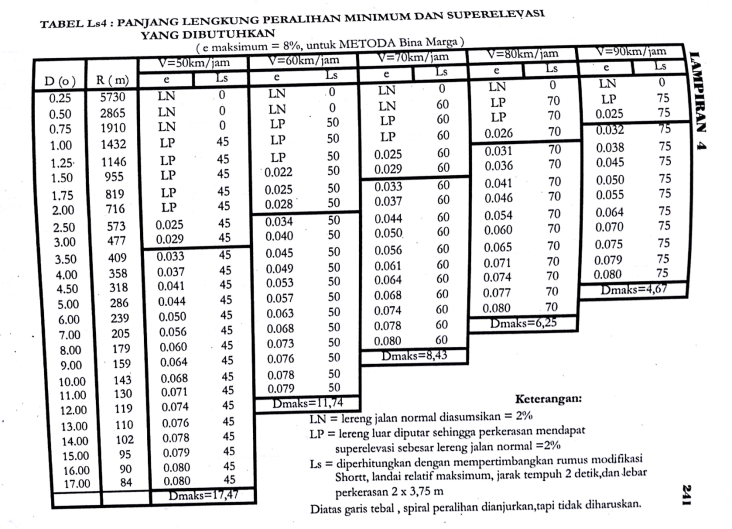 TABEL Ls4 : PANJANG LENGKUNG PERALIHAN MINIMUM DAN SUPERELEVASI
YANG DIBUTUHKAN
( e maksimum = 8%, untuk METODA Bina Marga )
V=50km/jam V=60km/jam V=70km/jam V=80km/jam V=90km/jam
D (o) R ( m) e Ls e Ls e Ls e Ls e Ls
0.25 5730 LN 0 LN 0 LN 0 LN 0 LN 0
0.50 2865 LN 0 LN 0 LN 60 LP 70 LP 75
0.75 1910 LN 0 LP 50 LP 60 LP 70 0.025 75
1.00 1432 LP 45 LP 50 LP 60 0.026 70 0.032 75
1.25 1146 LP 45 LP 50 0.025 60 0.031 70 0.038 75
1.50 955 LP 45 0.022 50 0.029 60 0.036 70 0.045 75
1.75 819 LP 45 0.025 50 0.033 60 0.041 70 0.050 75
2.00 716 LP 45 0.028 50 0.037 60 0.046 70 0.055 75
2.50 573 0.025 45 0.034 50 0.044 60 0.054 70 0.064 75
3.00 477 0.029 45 0.040 50 0.050 60 0.060 70 0.070 75
3.50 409 0.033 45 0.045 50 0.056 60 0.065 70 0.075 75
4.00 358 0.037 45 0.049 50 0.061 60 0.071 70 0.079 75
4.50 318 0.041 45 0.053 50 0.064 60 0.074 70 0.080 75
5.00 286 0.044 45 0.057 50 0.068 60 0.077 70 Dmaks=4,67
6.00 239 0.050 45 0.063 50 0.074 60 0.080 70
7.00 205 0.056 45 0.068 50 0.078 60 Dmaks=6,25
8.00 179 0.060 45 0.073 50 0.080 60
9.00 159 0.064 45 0.076 50 Dmaks=8,43
10.00 143 0.068 45 0.078 50
11.00 130 0.071 45 0.079 50
12.00 119 0.074 45 Dmaks=11,74
13.00 110 0.076 45
14.00 102 0.078 45
15.00 95 0.079 45
16.00 90 0.080 45
17.00 84 0.080 45
Dmaks=17,47
Keterangan:
LN = lereng jalan normal diasumsikan = 2%
LP = lereng luar diputar sehingga perkerasan mendapat
superelevasi sebesar lereng jalan normal =2%
Ls = diperhitungkan dengan mempertimbangkan rumus modifikasi
Shortt, landai relatif maksimum, jarak tempuh 2 detik,dan lebar
perkerasan 2 x 3,75 m
Diatas garis tebal , spiral peralihan dianjurkan,tapi tidak diharuskan.
LAMPIRAN 4
241